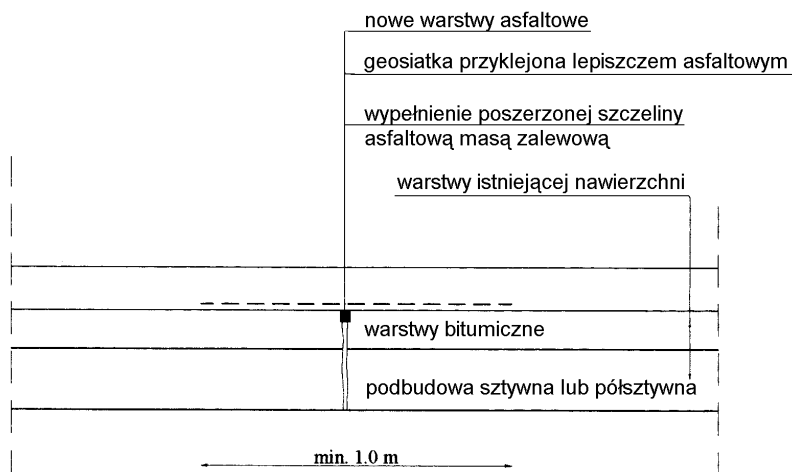 nowe warstwy asfaltowe
geosiatka przyklejona lepiszczem asfaltowym
wypełnienie poszerzonej szczeliny
asfaltową masą zalewową
warstwy istniejącej nawierzchni
warstwy bitumiczne
podbudowa sztywna lub półsztywna
min. 1.0 m